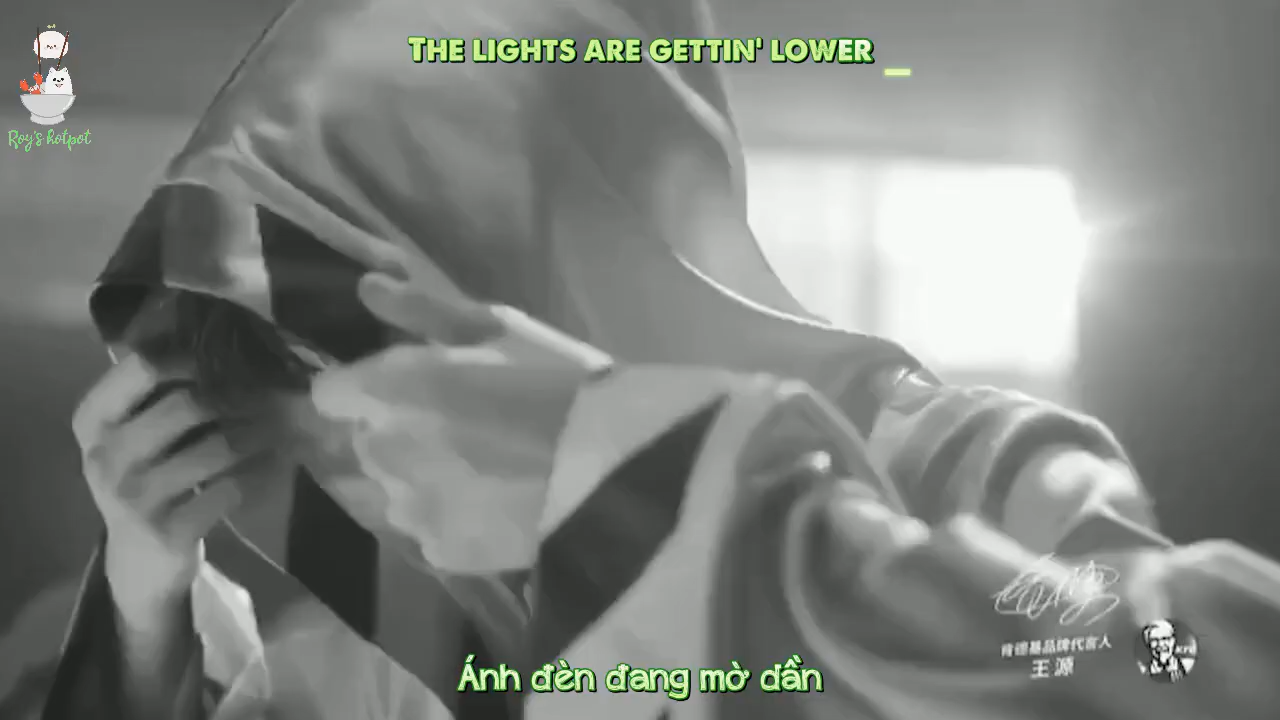 THE LIGHTS ARE GETTIN' LOWER _
Roy's hotpot
肯德基品牌代言人
王源
KFC
Ánh đèn đang mờ dần